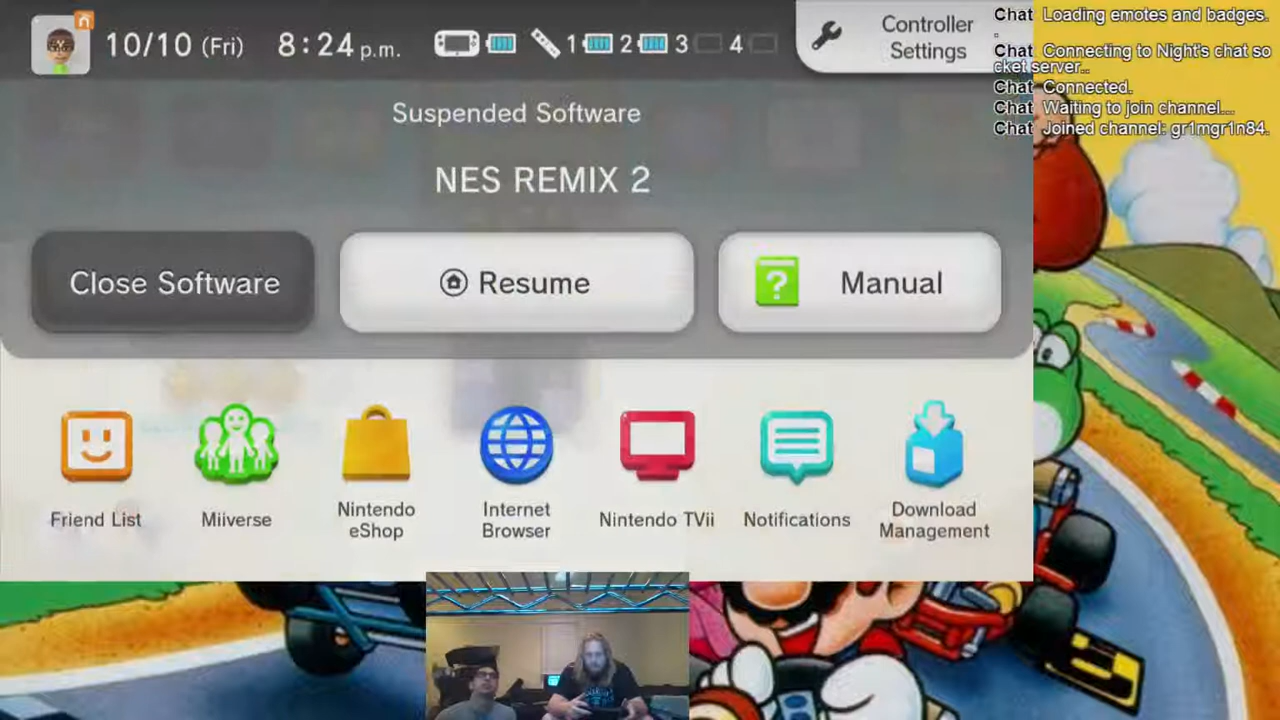 10/10 (Fri) 8:24 p.m. 1 2 3 4
Controller
Settings
Chat Loading emotes and badges.
.
Chat Connecting to Night's chat so
cket server..
Chat Connected.
Chat Waiting to join channel...
Chat Joined channel: gr1mgr1n84.
Suspended Software
NES REMIX 2
Close Software
Resume
? Manual
Friend List
Miiverse
Nintendo
eShop
Internet
Browser
Nintendo TVii
Notifications
Download
Management